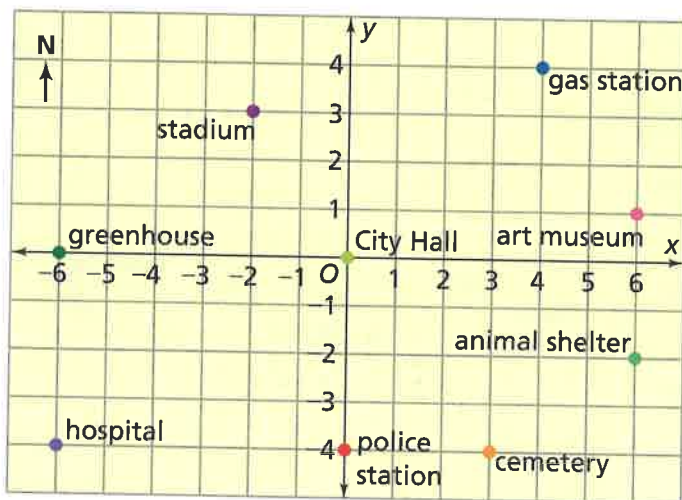 N
y
4
gas station
3
stadium
2
1
greenhouse
City Hall
art museum
x
–6 –5 –4 –3 –2 –1 O 1 2 3 4 5 6
–1
animal shelter
–2
–3
hospital
–4
police
station
cemetery